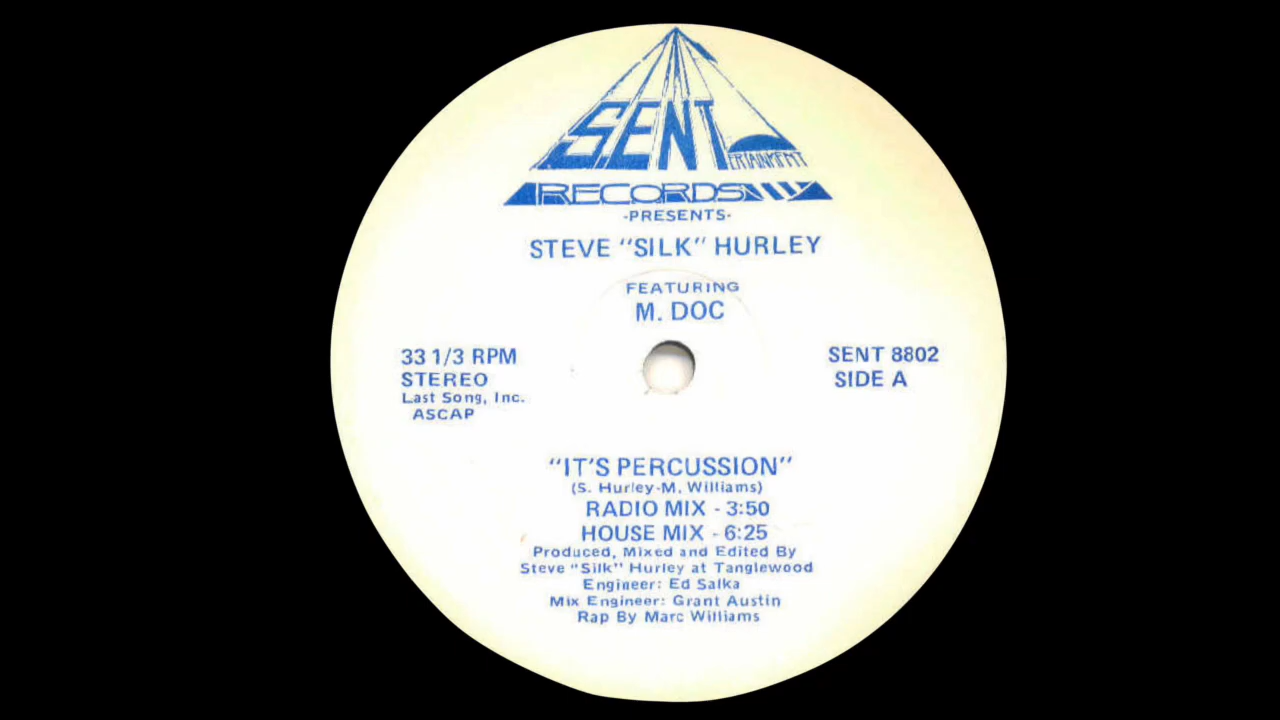 SENT
ERTAINMENT
RECORDS
-PRESENTS-
STEVE "SILK" HURLEY
FEATURING
M. DOC
33 1/3 RPM
STEREO
Last Song, Inc.
ASCAP
SENT 8802
SIDE A
"IT'S PERCUSSION"
(S. Hurley-M. Williams)
RADIO MIX - 3:50
HOUSE MIX - 6:25
Produced, Mixed and Edited By
Steve "Silk" Hurley at Tanglewood
Engineer: Ed Salka
Mix Engineer: Grant Austin
Rap By Marc Williams